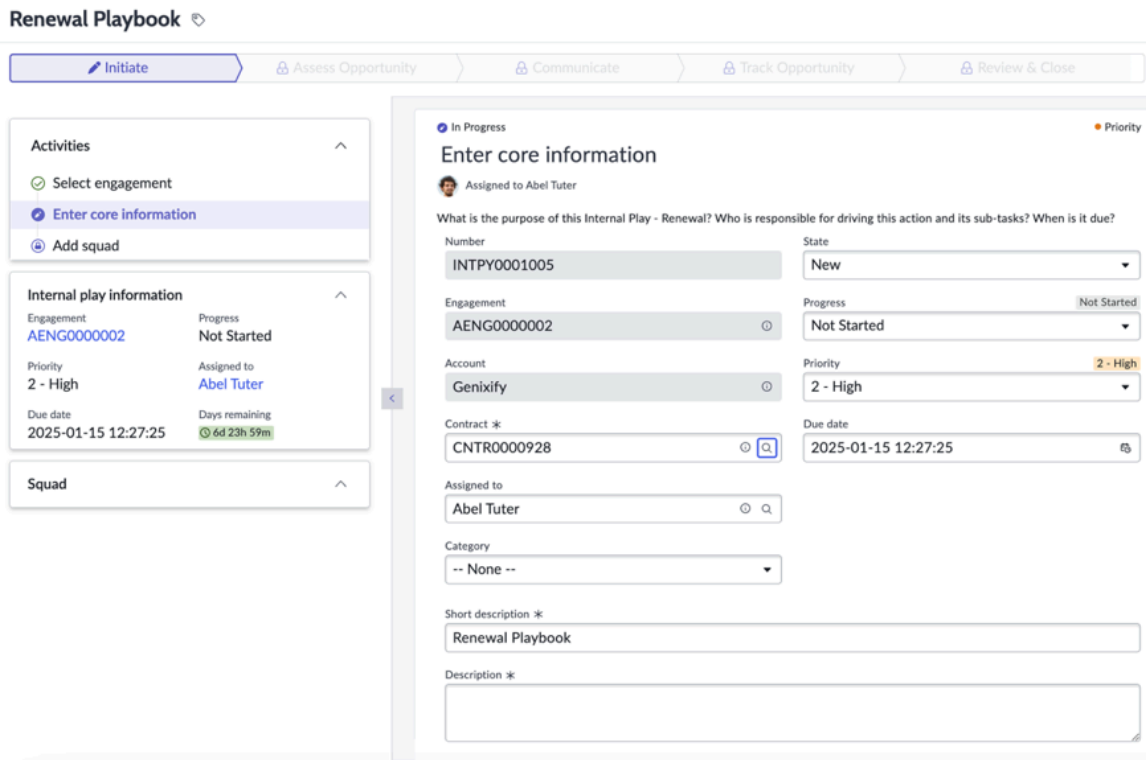 Renewal Playbook
Initiate
Assess Opportunity
Communicate
Track Opportunity
Review & Close
Activities
Select engagement
Enter core information
Add squad
Internal play information
Engagement
Progress
AENG0000002
Not Started
Priority
Assigned to
2 - High
Abel Tuter
Due date
Days remaining
2025-01-15 12:27:25
6d 23h 59m
Squad
In Progress
Priority
Enter core information
Assigned to Abel Tuter
What is the purpose of this Internal Play - Renewal? Who is responsible for driving this action and its sub-tasks? When is it due?
Number
INTPY0001005
State
New
Engagement
AENG0000002
Progress
Not Started
Not Started
Account
Genixify
Priority
2 - High
2 - High
Contract *
CNTR0000928
Due date
2025-01-15 12:27:25
Assigned to
Abel Tuter
Category
-- None --
Short description *
Renewal Playbook
Description *